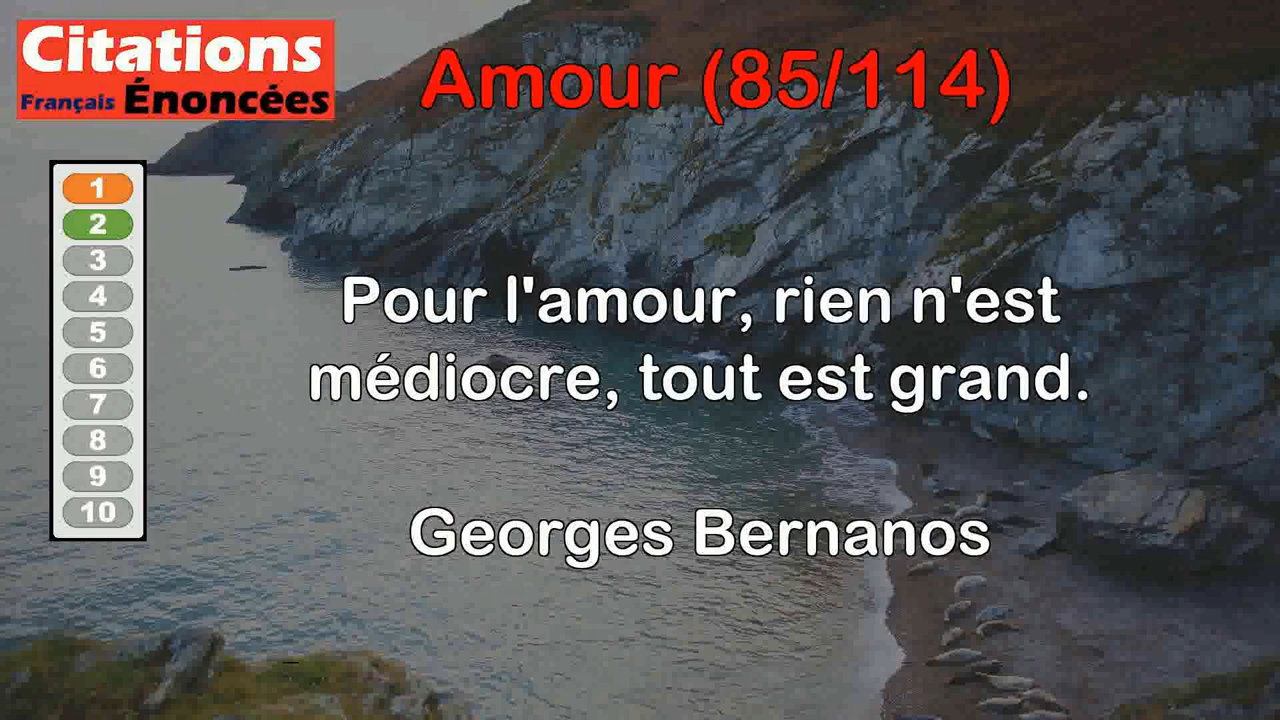 Citations
Français Énoncées
Amour (85/114)
1
2
3
4
5
6
7
8
9
10
Pour l'amour, rien n'est
médiocre, tout est grand.
Georges Bernanos